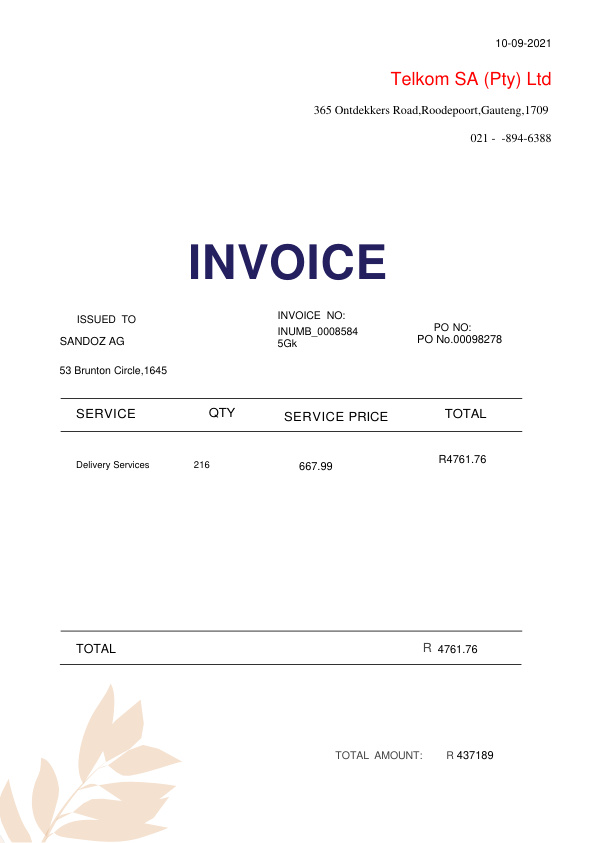 10-09-2021
Telkom SA (Pty) Ltd
365 Ontdekkers Road,Roodepoort,Gauteng,1709
021 -  -894-6388
INVOICE
ISSUED TO
SANDOZ AG
53 Brunton Circle,1645
INVOICE NO:
INUMB_0008584
5Gk
PO NO:
PO No.00098278
SERVICE QTY SERVICE PRICE TOTAL
Delivery Services 216 667.99 R4761.76
TOTAL R 4761.76
TOTAL AMOUNT: R 437189